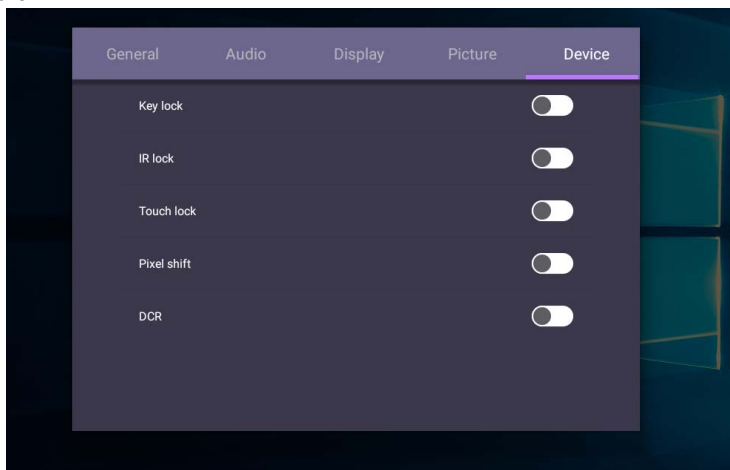 General Audio Display Picture Device
Key lock
IR lock
Touch lock
Pixel shift
DCR